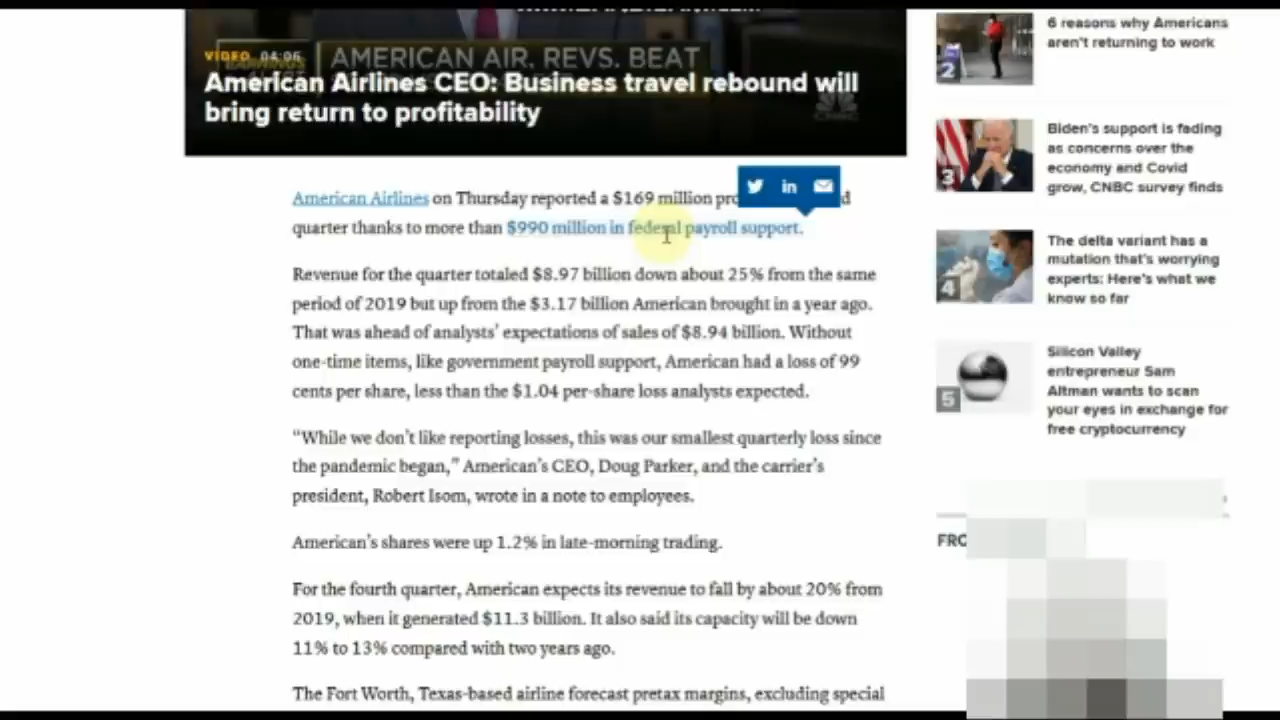 AMERICAN AIR. REVS. BEAT
VIDEO 04:06
American Airlines CEO: Business travel rebound will
bring return to profitability
CNBC
American Airlines on Thursday reported a $169 million
quarter thanks to more than $990 million in federal payroll support.
Revenue for the quarter totaled $8.97 billion down about 25% from the same
period of 2019 but up from the $3.17 billion American brought in a year ago.
That was ahead of analysts’ expectations of sales of $8.94 billion. Without
one-time items, like government payroll support, American had a loss of 99
cents per share, less than the $1.04 per-share loss analysts expected.
“While we don’t like reporting losses, this was our smallest quarterly loss since
the pandemic began,” American’s CEO, Doug Parker, and the carrier’s
president, Robert Isom, wrote in a note to employees.
American’s shares were up 1.2% in late-morning trading.
For the fourth quarter, American expects its revenue to fall by about 20% from
2019, when it generated $11.3 billion. It also said its capacity will be down
11% to 13% compared with two years ago.
The Fort Worth, Texas-based airline forecast pretax margins, excluding special
2
6 reasons why Americans
aren’t returning to work
3
Biden’s support is fading
as concerns over the
economy and Covid
grow, CNBC survey finds
4
The delta variant has a
mutation that’s worrying
experts: Here’s what we
know so far
5
Silicon Valley
entrepreneur Sam
Altman wants to scan
your eyes in exchange for
free cryptocurrency